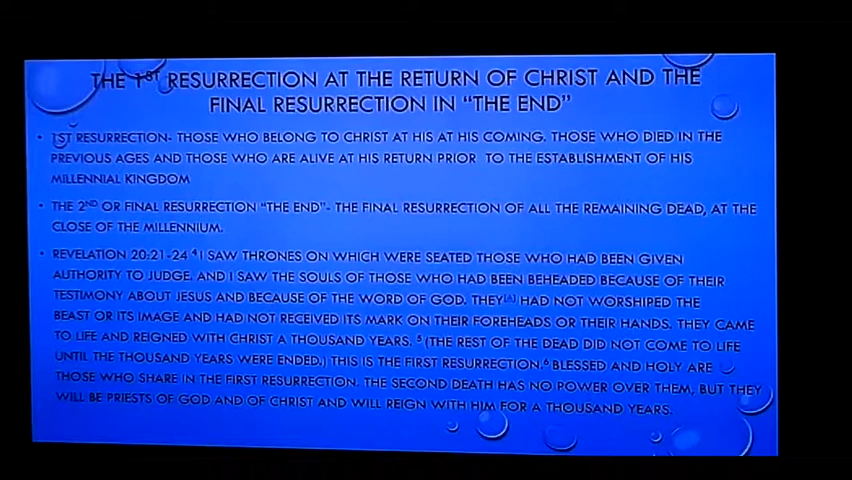 THE 1ST RESURRECTION AT THE RETURN OF CHRIST AND THE
FINAL RESURRECTION IN “THE END”
• 1ST RESURRECTION- THOSE WHO BELONG TO CHRIST AT HIS AT HIS COMING. THOSE WHO DIED IN THE
PREVIOUS AGES AND THOSE WHO ARE ALIVE AT HIS RETURN PRIOR TO THE ESTABLISHMENT OF HIS
MILLENNIAL KINGDOM
• THE 2ND OR FINAL RESURRECTION “THE END”- THE FINAL RESURRECTION OF ALL THE REMAINING DEAD, AT THE
CLOSE OF THE MILLENNIUM.
• REVELATION 20:21-24 4 I SAW THRONES ON WHICH WERE SEATED THOSE WHO HAD BEEN GIVEN
AUTHORITY TO JUDGE. AND I SAW THE SOULS OF THOSE WHO HAD BEEN BEHEADED BECAUSE OF THEIR
TESTIMONY ABOUT JESUS AND BECAUSE OF THE WORD OF GOD. THEY[A] HAD NOT WORSHIPED THE
BEAST OR ITS IMAGE AND HAD NOT RECEIVED ITS MARK ON THEIR FOREHEADS OR THEIR HANDS. THEY CAME
TO LIFE AND REIGNED WITH CHRIST A THOUSAND YEARS. 5 (THE REST OF THE DEAD DID NOT COME TO LIFE
UNTIL THE THOUSAND YEARS WERE ENDED.) THIS IS THE FIRST RESURRECTION. 6 BLESSED AND HOLY ARE
THOSE WHO SHARE IN THE FIRST RESURRECTION. THE SECOND DEATH HAS NO POWER OVER THEM, BUT THEY
WILL BE PRIESTS OF GOD AND OF CHRIST AND WILL REIGN WITH HIM FOR A THOUSAND YEARS.